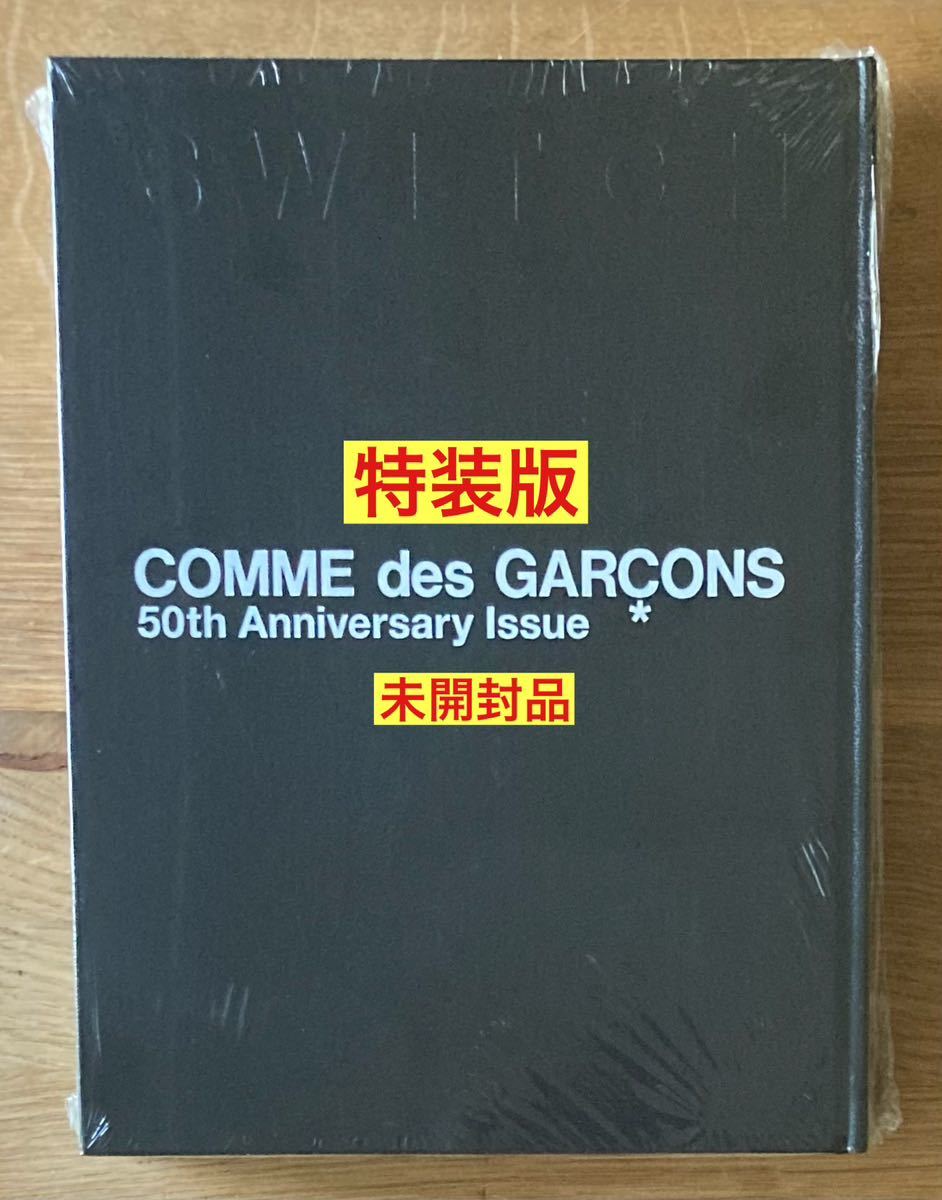 SWITCH
特装版
COMME des GARÇONS
50th Anniversary Issue *
未開封品